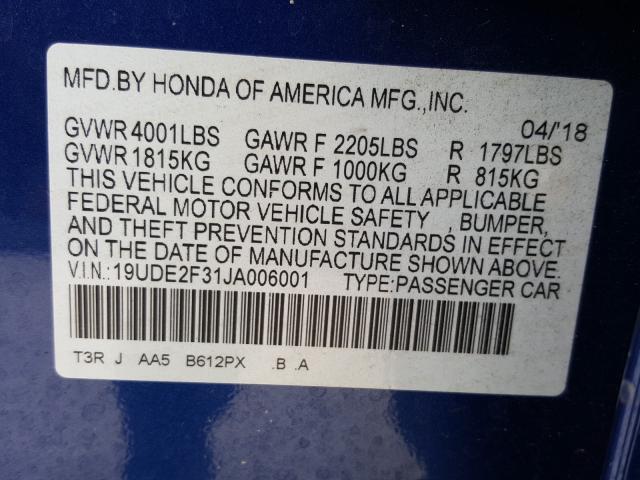 MFD.BY HONDA OF AMERICA MFG.,INC.
04/'18
GVWR 4001LBS GAWR F 2205LBS R 1797LBS
GVWR 1815KG GAWR F 1000KG R 815KG
THIS VEHICLE CONFORMS TO ALL APPLICABLE
FEDERAL MOTOR VEHICLE SAFETY , BUMPER,
AND THEFT PREVENTION STANDARDS IN EFFECT
ON THE DATE OF MANUFACTURE SHOWN ABOVE.
V.I.N.:19UDE2F31JA006001 TYPE:PASSENGER CAR
T3R J AA5 B612PX .B .A